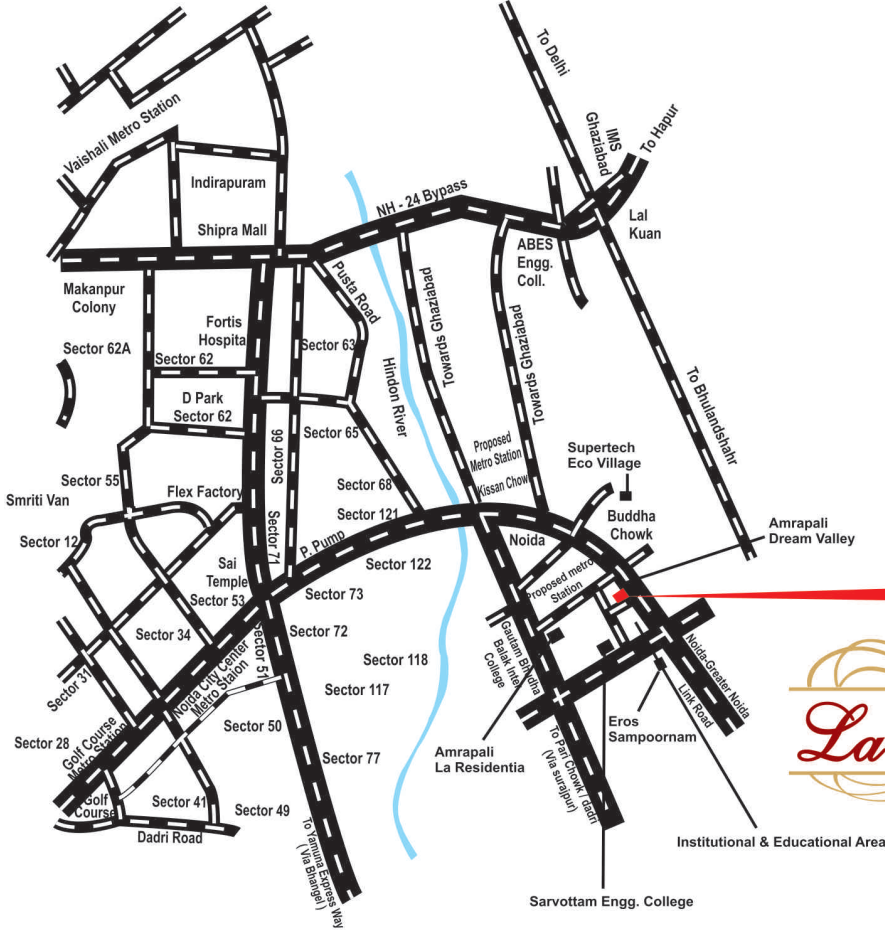 To Delhi
IMS
Ghaziabad
To Hapur
Vaishali Metro Station
Indirapuram
NH - 24 Bypass
Shipra Mall
Lal
Kuan
ABES
Engg.
Coll.
Makanpur
Colony
Pusta Road
Fortis
Hospital
Towards Ghaziabad
Towards Ghaziabad
Sector 62A
Sector 62
Sector 63
Hindon River
To Bhulandshahr
D Park
Sector 62
Sector 66
Sector 65
Proposed
Metro Station
Kissan Chow
Supertech
Eco Village
Sector 55
Smriti Van
Flex Factory
Sector 68
Sector 121
Buddha
Chowk
Amrapali
Dream Valley
Sector 12
Sector 71
P. Pump
Noida
Sai
Temple
Sector 53
Sector 122
Sector 73
Proposed metro
Station
Sector 34
Sector 72
Sector 51
Sector 118
Gautam Bhudha
Balak Inter
College
Noida-Greater Noida
Link Road
Sector 31
Noida City Center
Metro Staion
Sector 117
Sector 50
Eros
Sampoornam
Sector 28
Golf Course
Metro Station
Sector 77
Amrapali
La Residentia
To Pari Chowk / dadri
(Via surajpur)
La
Golf
Course
Sector 41
Sector 49
Dadri Road
To Yamuna Express Way
( Via Bhangel )
Institutional & Educational Area
Sarvottam Engg. College